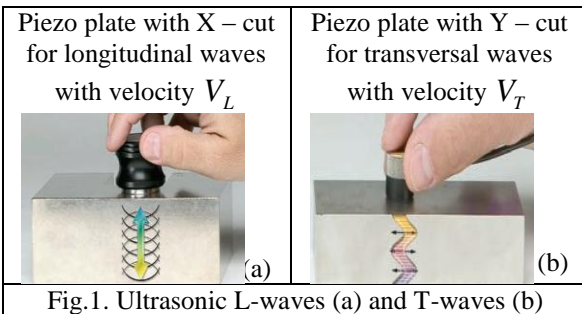 Piezo plate with X – cut
for longitudinal waves
with velocity V_L
(a)
Piezo plate with Y – cut
for transversal waves
with velocity V_T
(b)
Fig.1. Ultrasonic L-waves (a) and T-waves (b)